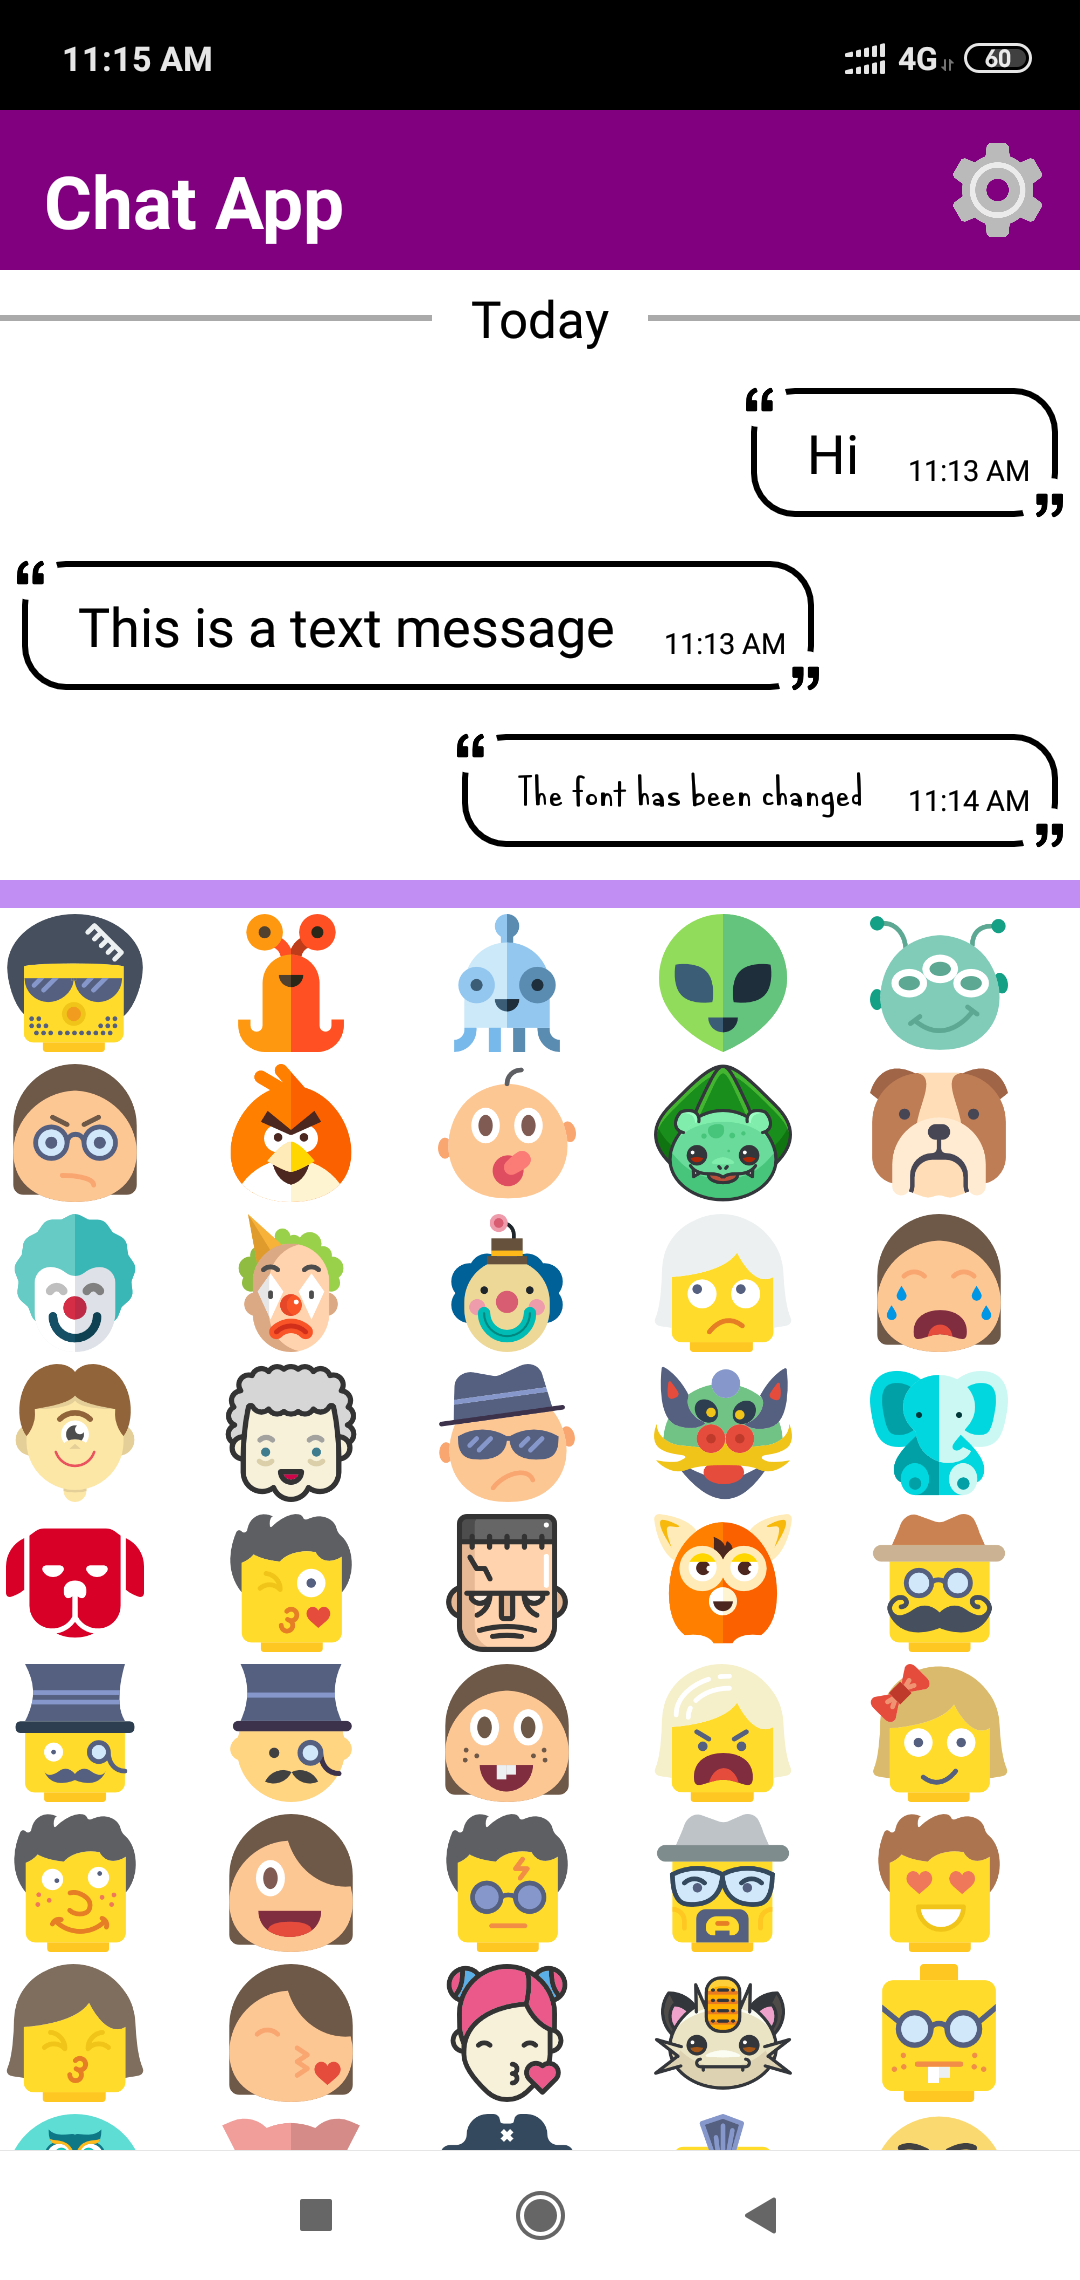 11:15 AM
4G 60
Chat App
Today
Hi 11:13 AM
This is a text message 11:13 AM
The font has been changed 11:14 AM